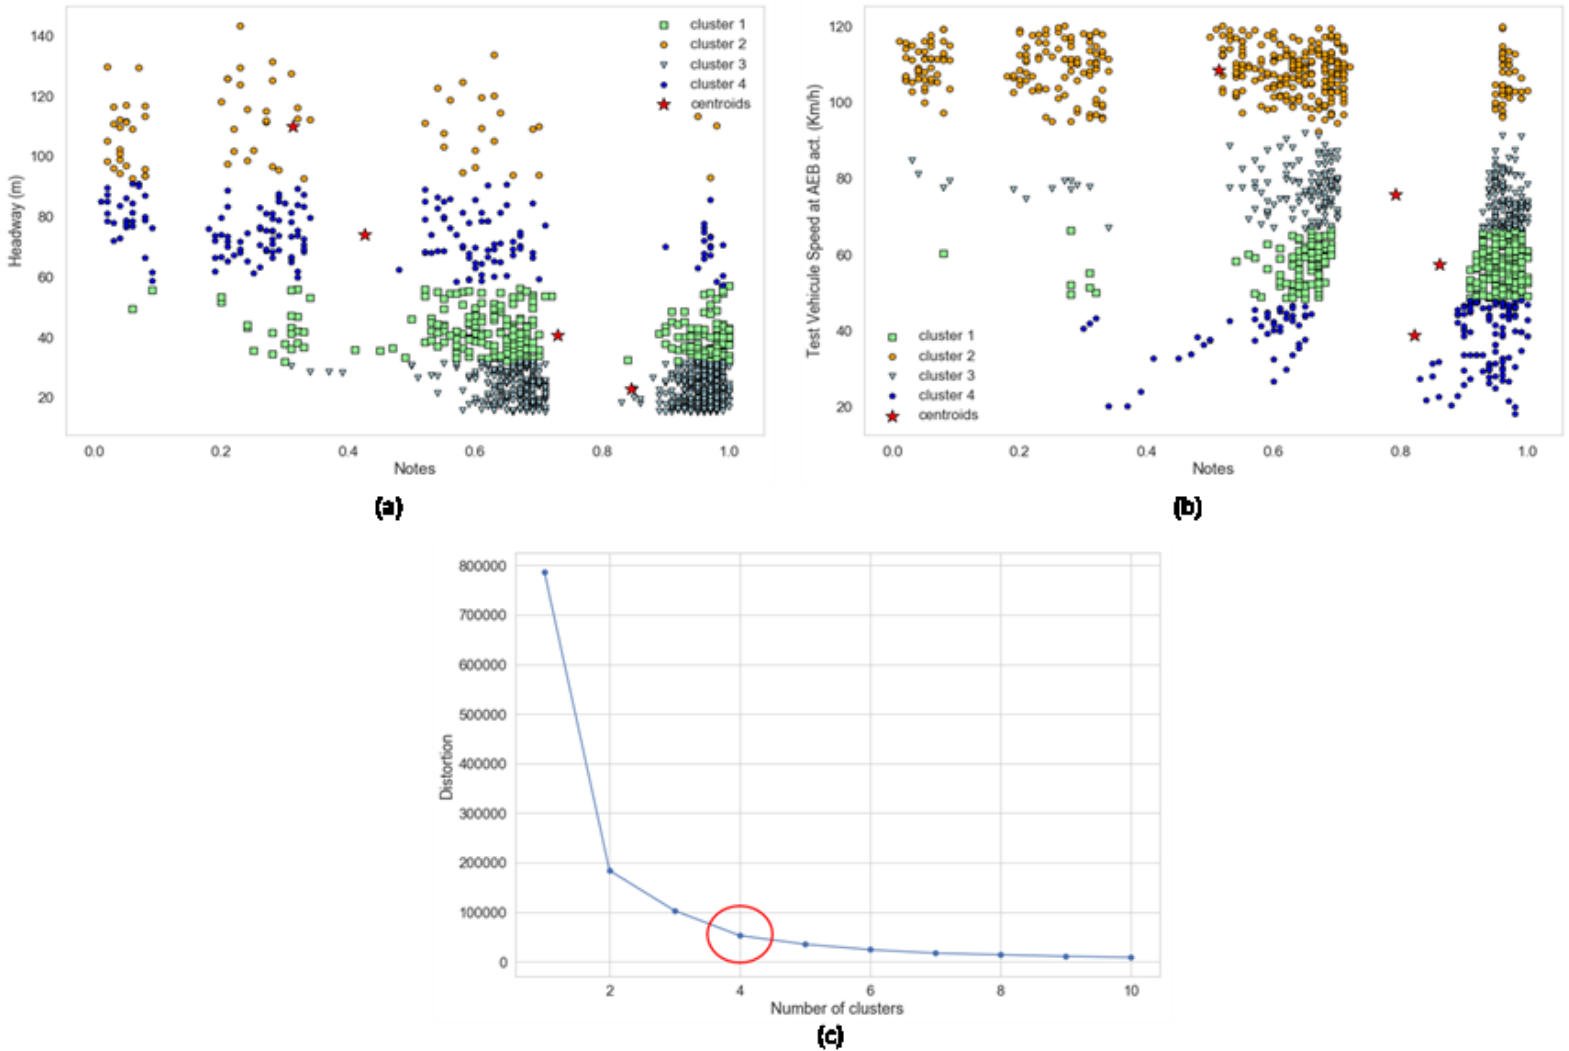 140
120
100
80
60
40
20
Headway (m)
cluster 1
cluster 2
cluster 3
cluster 4
centroids
0.0 0.2 0.4 0.6 0.8 1.0
Notes
(a)
120
100
80
60
40
20
Test Vehicule Speed at AEB act. (Km/h)
cluster 1
cluster 2
cluster 3
cluster 4
centroids
0.0 0.2 0.4 0.6 0.8 1.0
Notes
(b)
800000
700000
600000
500000
400000
300000
200000
100000
0
Distortion
2 4 6 8 10
Number of clusters
(c)